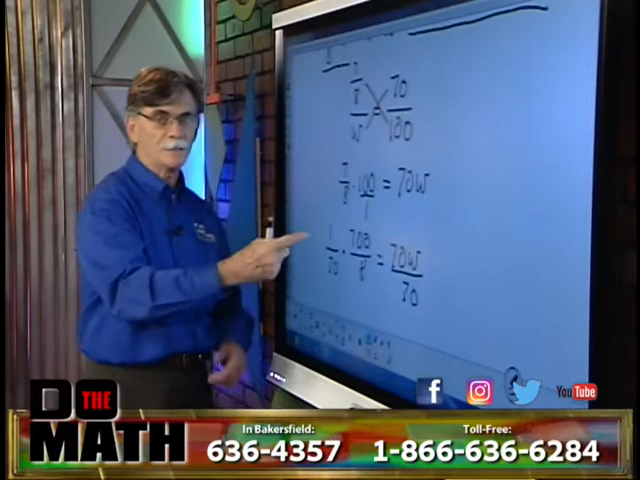 7
8 70
w = 100
7/8 · 100/1 = 70w
1/70 · 700/8 = 70w/70
DO THE MATH
In Bakersfield: 636-4357
Toll-Free: 1-866-636-6284
f
YouTube